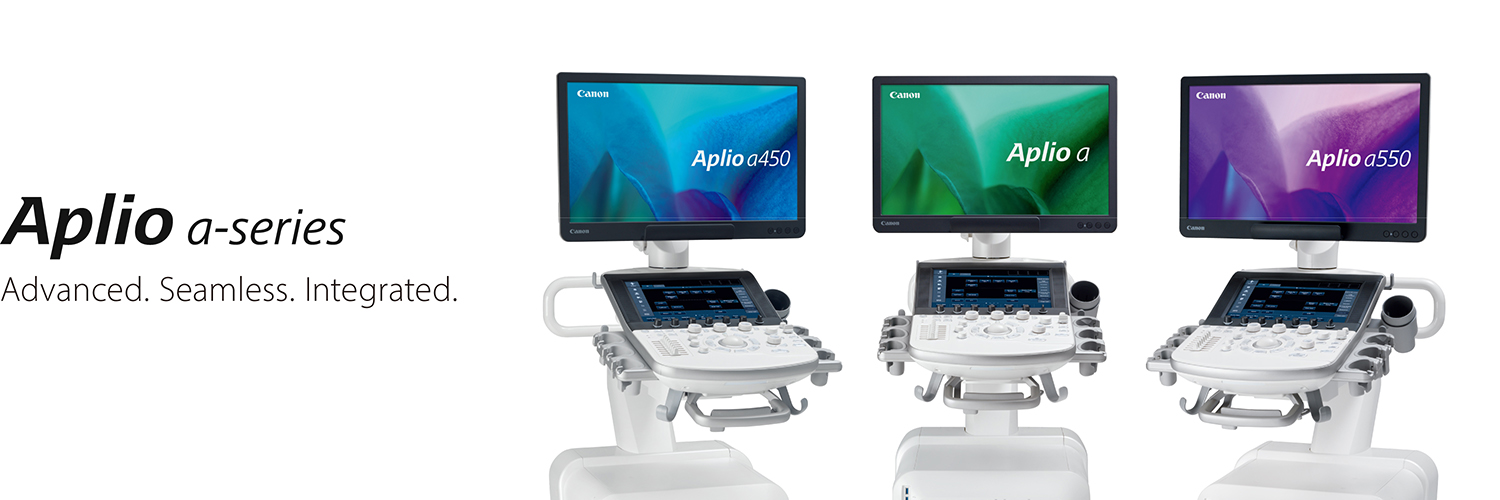 Aplio a-series
Advanced. Seamless. Integrated.
Canon
Aplio a450
Canon
Canon
Aplio a
Canon
Canon
Aplio a550
Canon